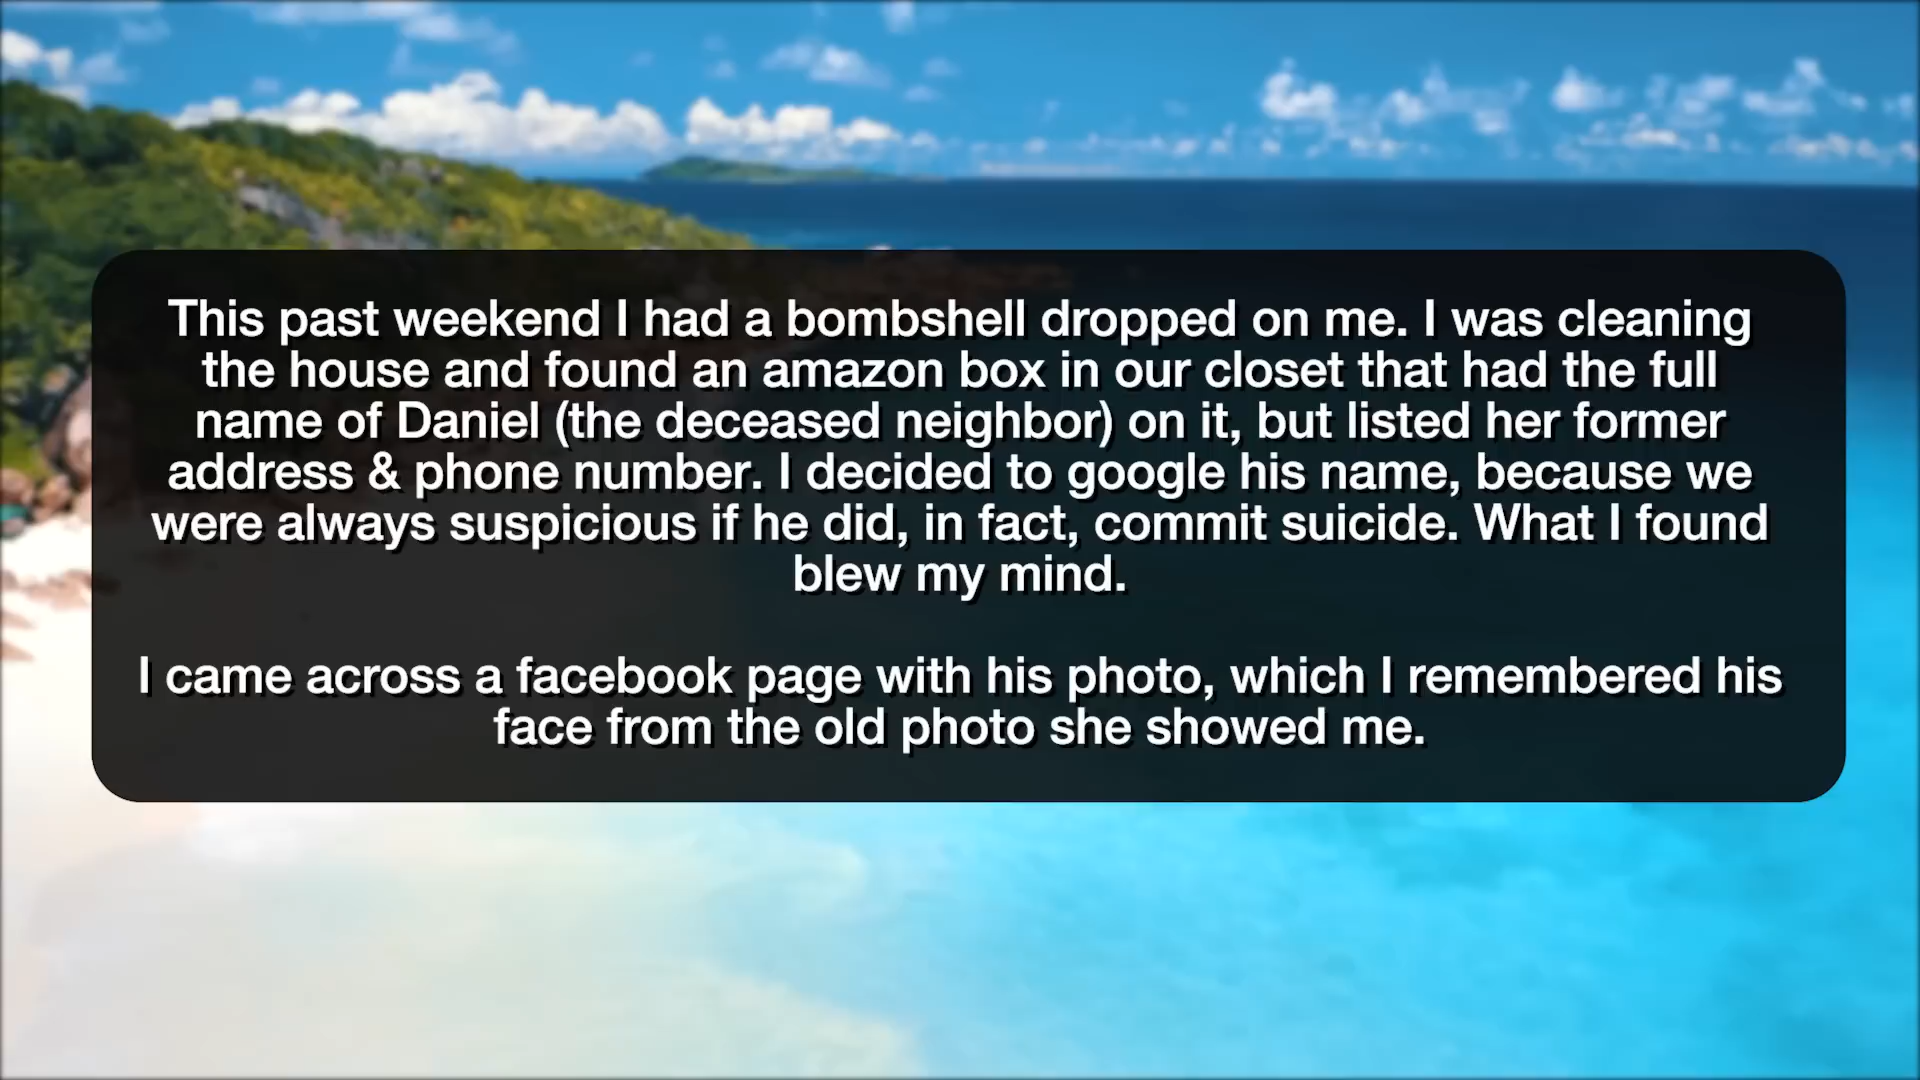 This past weekend I had a bombshell dropped on me. I was cleaning
the house and found an amazon box in our closet that had the full
name of Daniel (the deceased neighbor) on it, but listed her former
address & phone number. I decided to google his name, because we
were always suspicious if he did, in fact, commit suicide. What I found
blew my mind.
I came across a facebook page with his photo, which I remembered his
face from the old photo she showed me.